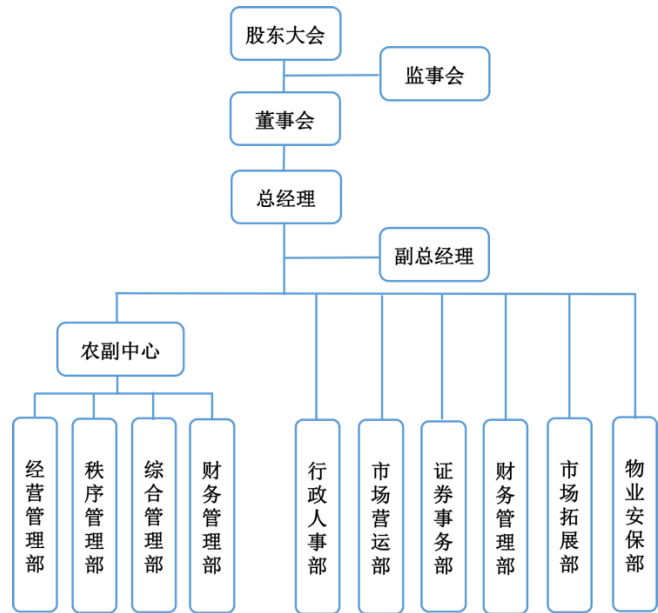 股东大会
监事会
董事会
总经理
副总经理
农副中心
经营管理部
秩序管理部
综合管理部
财务管理部
行政人事部
市场营运部
证券事务部
财务管理部
市场拓展部
物业安保部